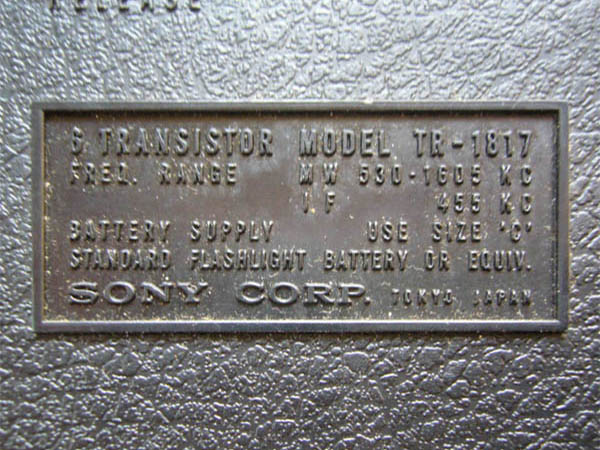 RELEASE
6 TRANSISTOR MODEL TR-1817
FREQ. RANGE MW 530-1605 KC
IF 455 KC
BATTERY SUPPLY USE SIZE 'C'
STANDARD FLASHLIGHT BATTERY OR EQUIV.
SONY CORP. TOKYO JAPAN